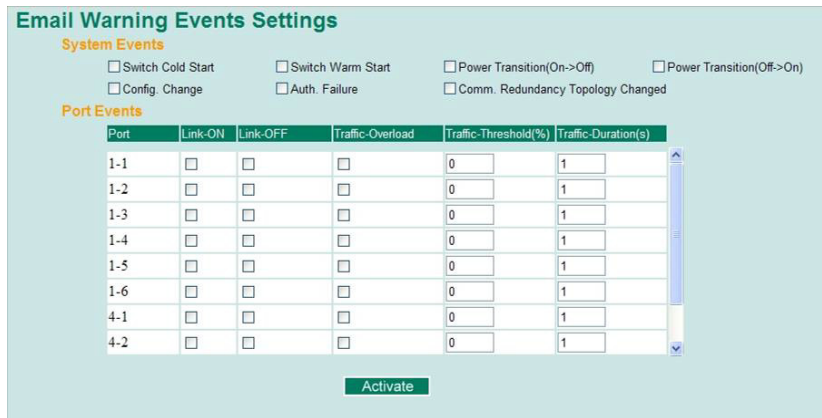 Email Warning Events Settings
System Events
Switch Cold Start Switch Warm Start Power Transition(On->Off) Power Transition(Off->On)
Config. Change Auth. Failure Comm. Redundancy Topology Changed
Port Events
Port Link-ON Link-OFF Traffic-Overload Traffic-Threshold(%) Traffic-Duration(s)
1-1 0 1
1-2 0 1
1-3 0 1
1-4 0 1
1-5 0 1
1-6 0 1
4-1 0 1
4-2 0 1
Activate